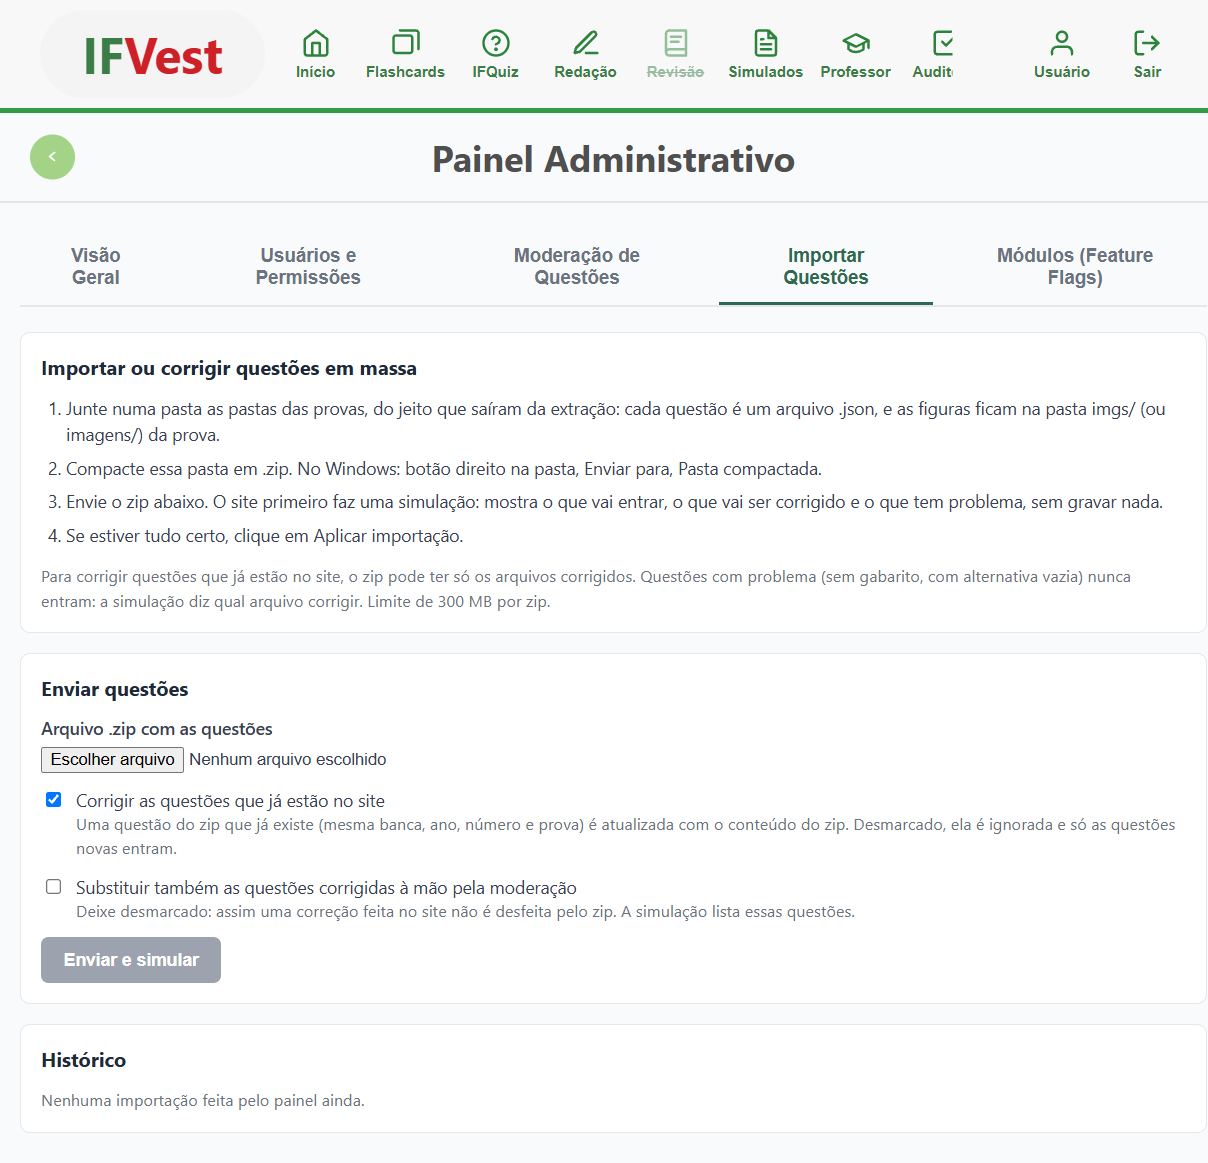 IFVest
Início
Flashcards
IFQuiz
Redação
Revisão
Simulados
Professor
Audit
Usuário
Sair
Painel Administrativo
Visão
Geral
Usuários e
Permissões
Moderação de
Questões
Importar
Questões
Módulos (Feature
Flags)
Importar ou corrigir questões em massa
1. Junte numa pasta as pastas das provas, do jeito que saíram da extração: cada questão é um arquivo .json, e as figuras ficam na pasta imgs/ (ou
imagens/) da prova.
2. Compacte essa pasta em .zip. No Windows: botão direito na pasta, Enviar para, Pasta compactada.
3. Envie o zip abaixo. O site primeiro faz uma simulação: mostra o que vai entrar, o que vai ser corrigido e o que tem problema, sem gravar nada.
4. Se estiver tudo certo, clique em Aplicar importação.
Para corrigir questões que já estão no site, o zip pode ter só os arquivos corrigidos. Questões com problema (sem gabarito, com alternativa vazia) nunca
entram: a simulação diz qual arquivo corrigir. Limite de 300 MB por zip.
Enviar questões
Arquivo .zip com as questões
Escolher arquivo Nenhum arquivo escolhido
Corrigir as questões que já estão no site
Uma questão do zip que já existe (mesma banca, ano, número e prova) é atualizada com o conteúdo do zip. Desmarcado, ela é ignorada e só as questões
novas entram.
Substituir também as questões corrigidas à mão pela moderação
Deixe desmarcado: assim uma correção feita no site não é desfeita pelo zip. A simulação lista essas questões.
Enviar e simular
Histórico
Nenhuma importação feita pelo painel ainda.